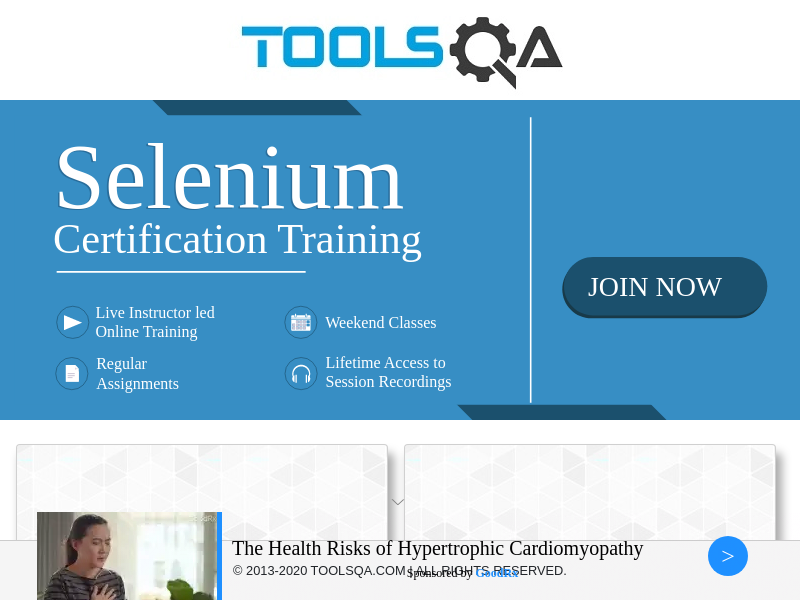 TOOLSQA
Selenium
Certification Training
JOIN NOW
Live Instructor led
Online Training
Weekend Classes
Regular
Assignments
Lifetime Access to
Session Recordings
The Health Risks of Hypertrophic Cardiomyopathy
>
© 2013-2020 TOOLSQA.COM | ALL RIGHTS RESERVED.
Sponsored by GoodRx